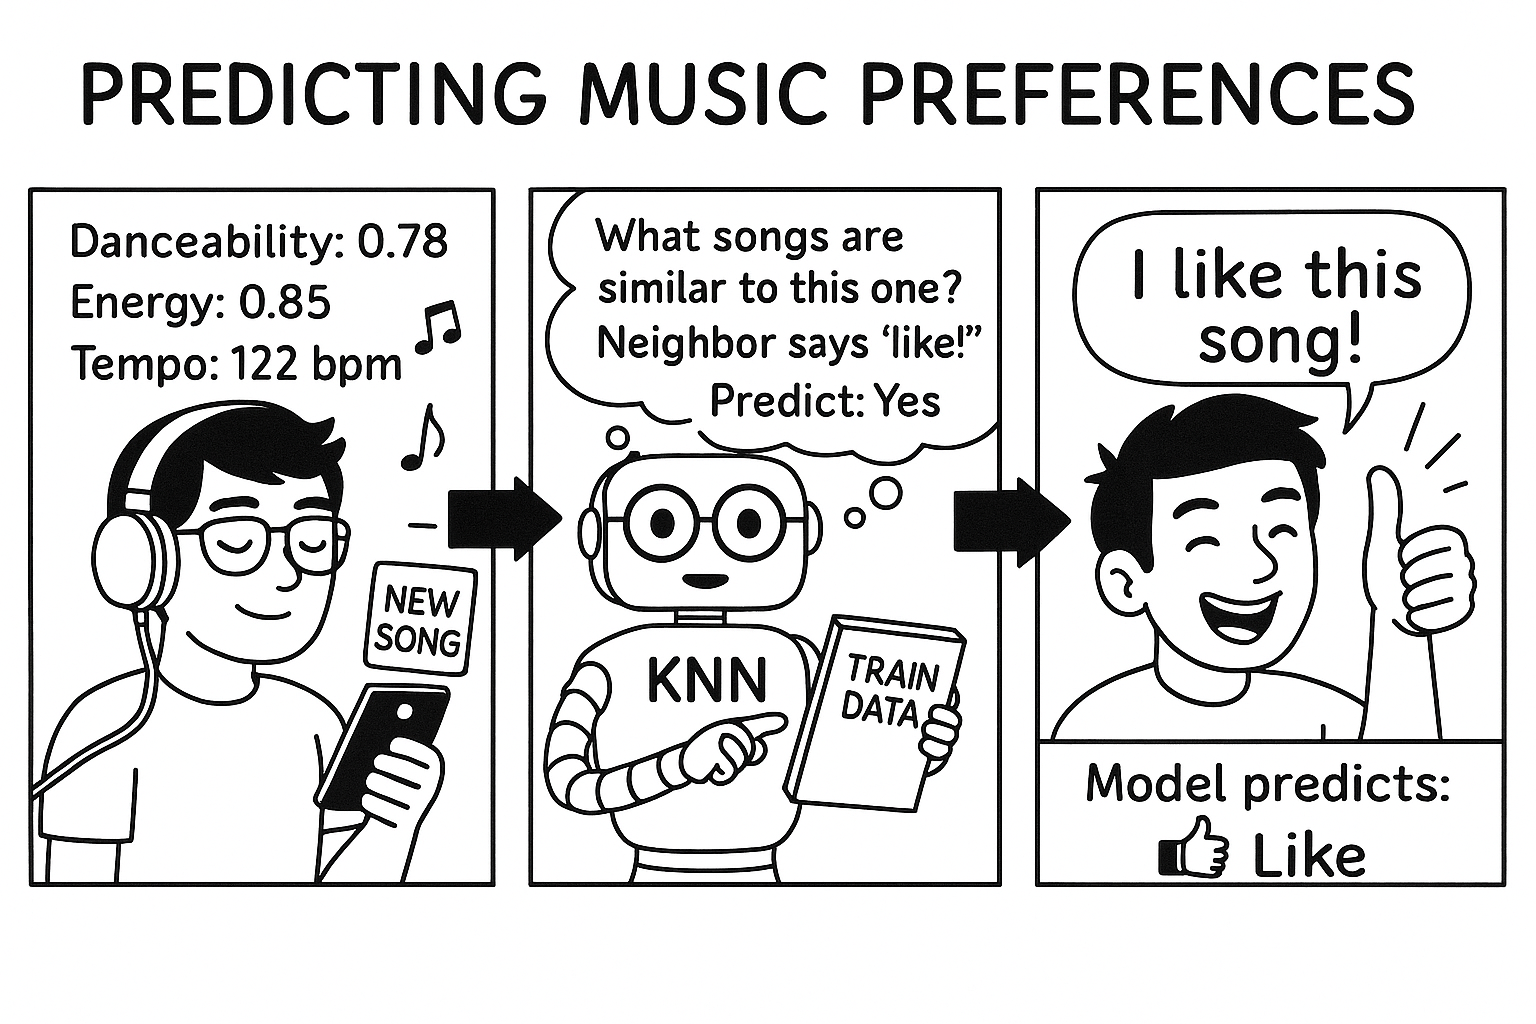 PREDICTING MUSIC PREFERENCES
Danceability: 0.78
Energy: 0.85
Tempo: 122 bpm
NEW
SONG
What songs are
similar to this one?
Neighbor says ‘like!”
Predict: Yes
KNN
TRAIN
DATA
I like this
song!
Model predicts:
Like